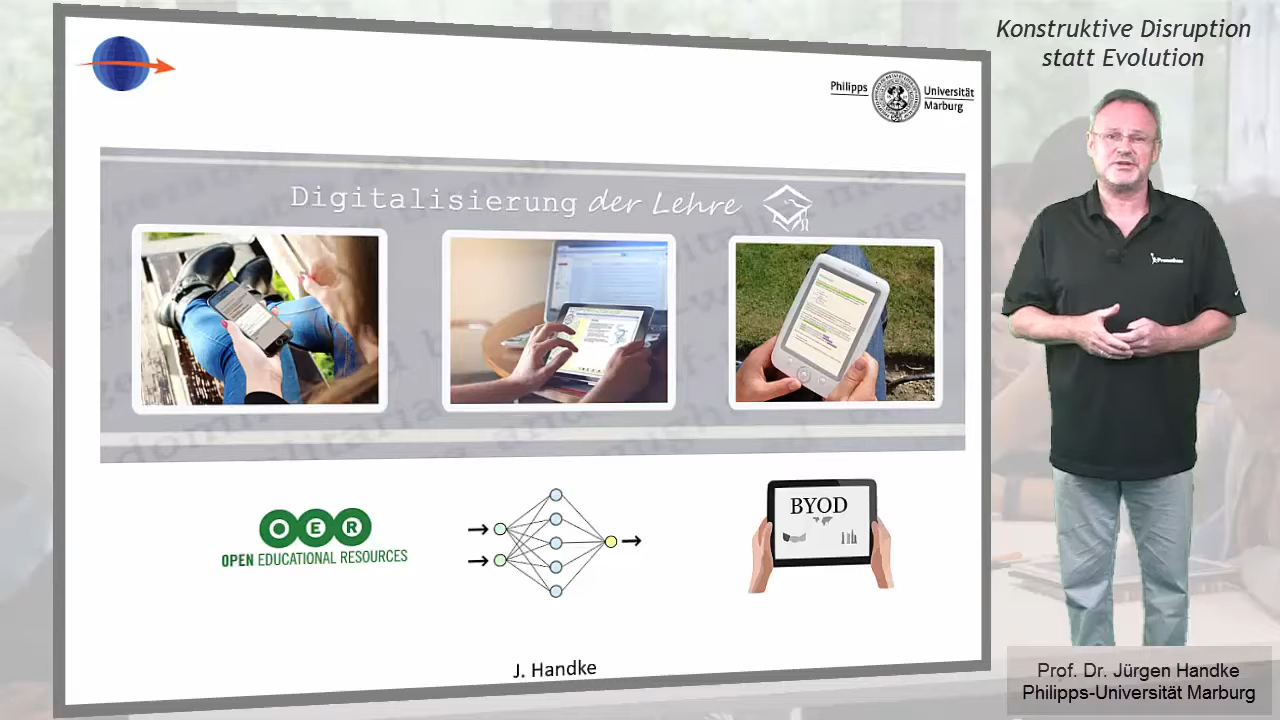 Konstruktive Disruption
statt Evolution
Philipps
Universität
Marburg
Digitalisierung der Lehre
OER
OPEN EDUCATIONAL RESOURCES
BYOD
J. Handke
Prof. Dr. Jürgen Handke
Philipps-Universität Marburg